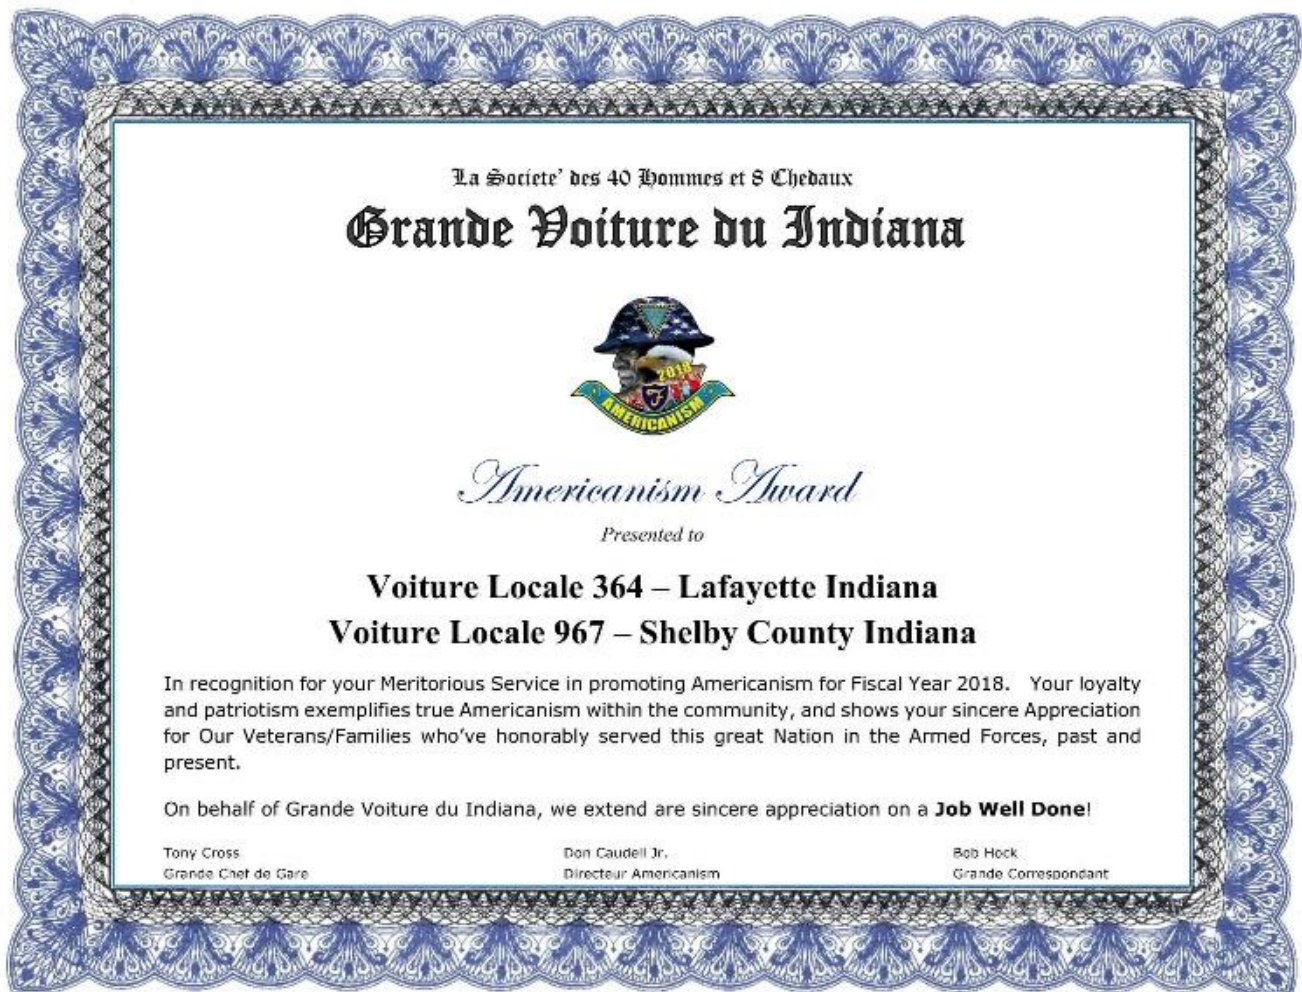 La Societe' des 40 Hommes et 8 Chevaux
Grande Voiture du Indiana
2018
AMERICANISM
Americanism Award
Presented to
Voiture Locale 364 – Lafayette Indiana
Voiture Locale 967 – Shelby County Indiana
In recognition for your Meritorious Service in promoting Americanism for Fiscal Year 2018. Your loyalty
and patriotism exemplifies true Americanism within the community, and shows your sincere Appreciation
for Our Veterans/Families who've honorably served this great Nation in the Armed Forces, past and
present.
On behalf of Grande Voiture du Indiana, we extend are sincere appreciation on a Job Well Done!
Tony Cross Don Caudell Jr. Bob Hock
Grande Chef de Gare Directeur Americanism Grande Correspondant